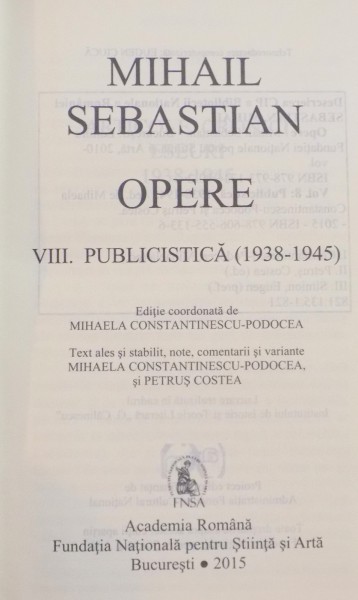 MIHAIL
SEBASTIAN
OPERE
VIII. PUBLICISTICĂ (1938-1945)
Ediție coordonată de
MIHAELA CONSTANTINESCU-PODOCEA
Text ales și stabilit, note, comentarii și variante
MIHAELA CONSTANTINESCU-PODOCEA,
și PETRUȘ COSTEA
FNSA
Academia Română
Fundația Națională pentru Știință și Artă
București ● 2015